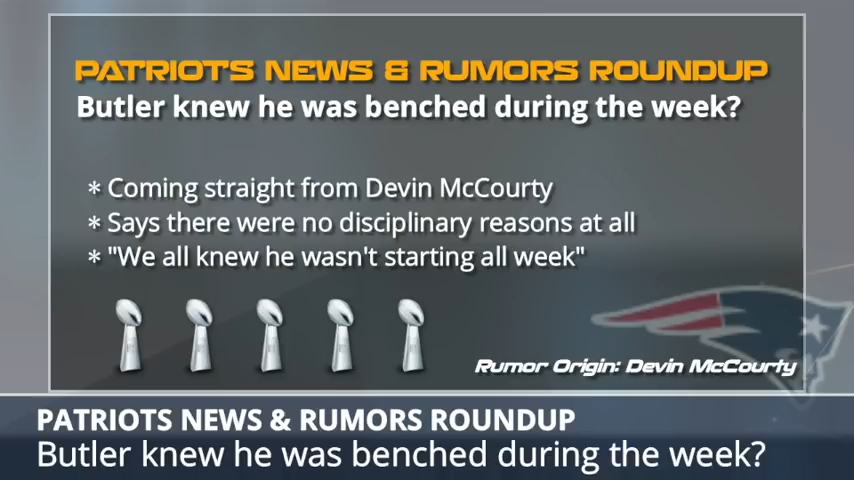 PATRIOTS NEWS & RUMORS ROUNDUP
Butler knew he was benched during the week?
* Coming straight from Devin McCourty
* Says there were no disciplinary reasons at all
* "We all knew he wasn't starting all week"
Rumor Origin: Devin McCourty
PATRIOTS NEWS & RUMORS ROUNDUP
Butler knew he was benched during the week?